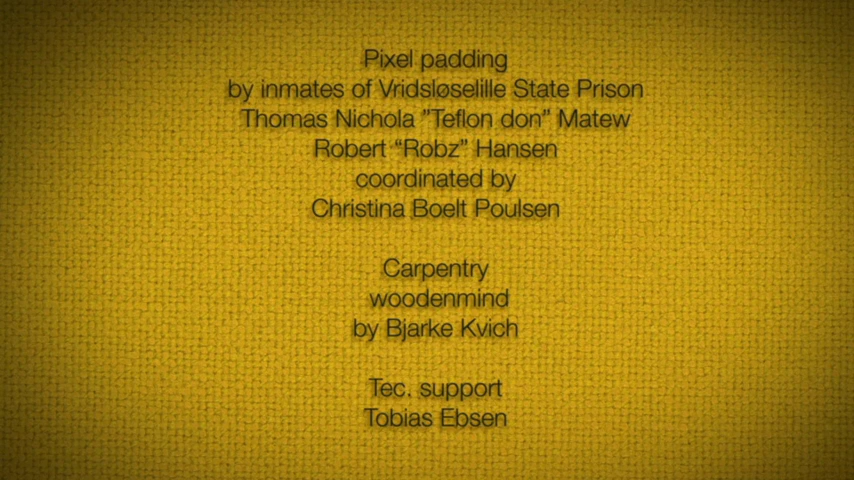 Pixel padding
by inmates of Vridsløselille State Prison
Thomas Nichola ”Teflon don” Matew
Robert “Robz” Hansen
coordinated by
Christina Boelt Poulsen
Carpentry
woodenmind
by Bjarke Kvich
Tec. support
Tobias Ebsen